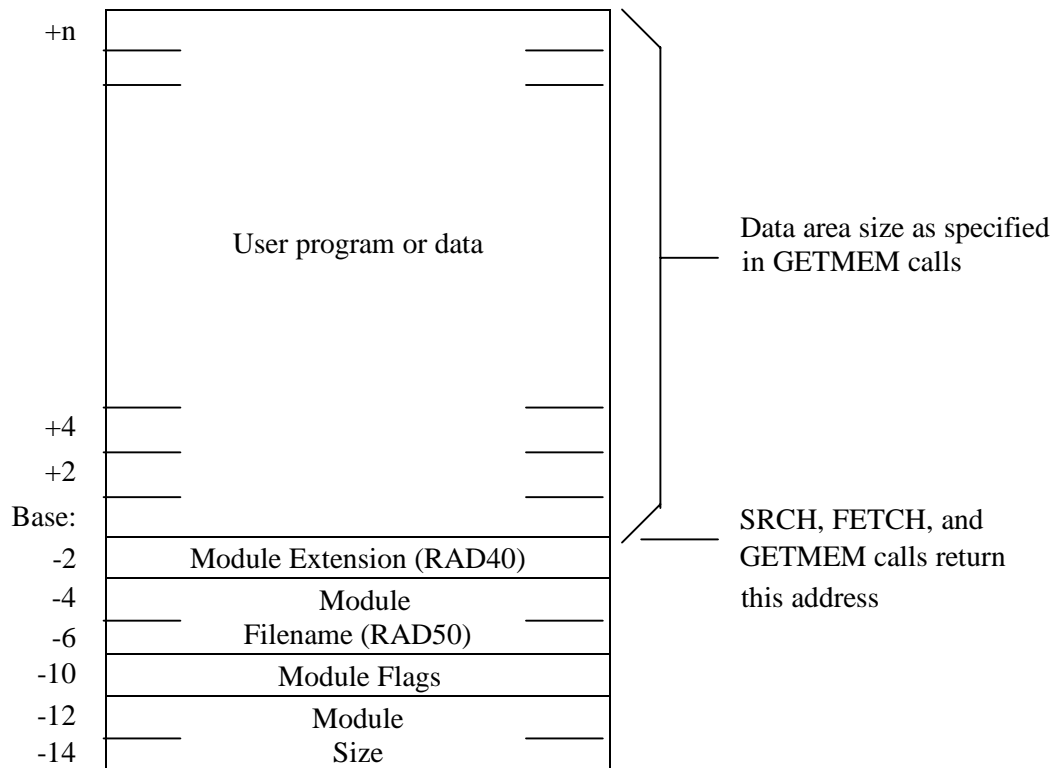 +n
User program or data
Data area size as specified
in GETMEM calls
+4
+2
Base:
SRCH, FETCH, and
GETMEM calls return
this address
-2
Module Extension (RAD40)
-4
Module
-6
Filename (RAD50)
-10
Module Flags
-12
Module
-14
Size